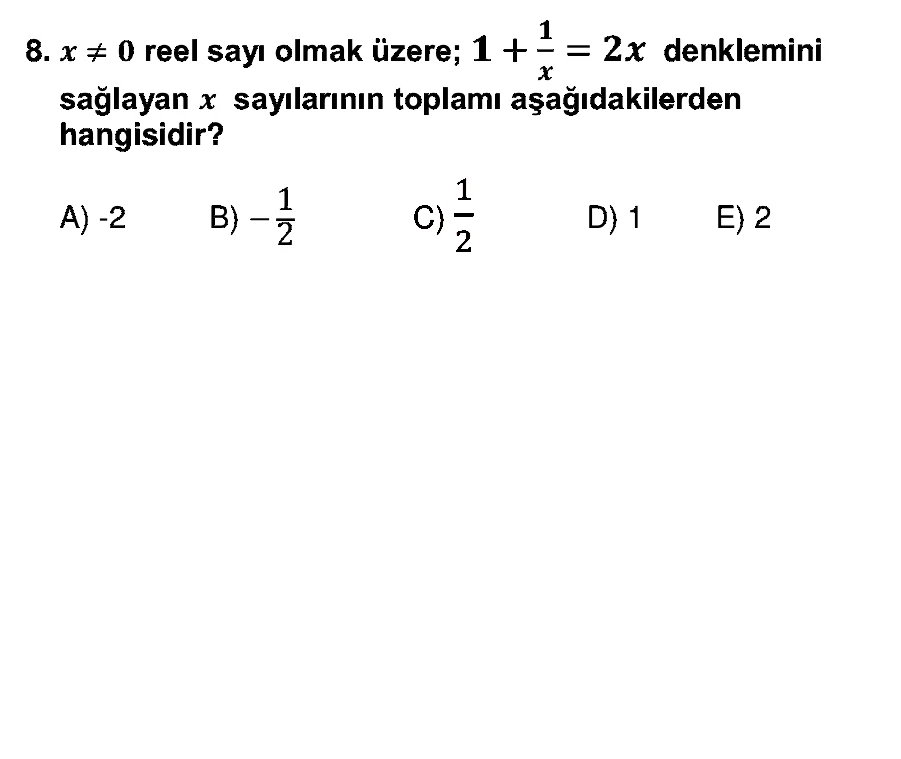 8. x ≠ 0 reel sayı olmak üzere; 1 + 1/x = 2x denklemini
sağlayan x sayılarının toplamı aşağıdakilerden
hangisidir?
A) -2 B) −1/2 C) 1/2 D) 1 E) 2